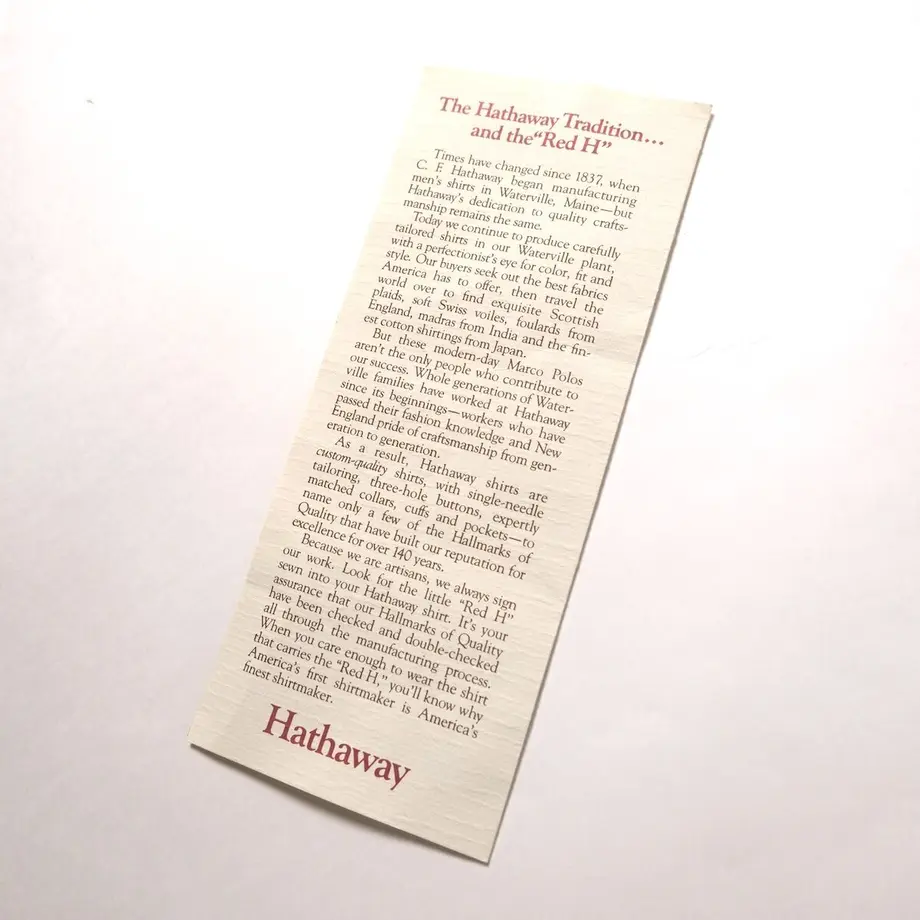 The Hathaway Tradition...
and the “Red H”
Times have changed since 1837, when
C. F. Hathaway began manufacturing
men's shirts in Waterville, Maine—but
Hathaway's dedication to quality crafts-
manship remains the same.
Today we continue to produce carefully
tailored shirts in our Waterville plant,
with a perfectionist's eye for color, fit and
style. Our buyers seek out the best fabrics
America has to offer, then travel the
world over to find exquisite Scottish
plaids, soft Swiss voiles, foulards from
England, madras from India and the fin-
est cotton shirtings from Japan.
But these modern-day Marco Polos
aren't the only people who contribute to
our success. Whole generations of Water-
ville families have worked at Hathaway
since its beginnings—workers who have
passed their fashion knowledge and New
England pride of craftsmanship from gen-
eration to generation.
As a result, Hathaway shirts are
custom-quality shirts, with single-needle
tailoring, three-hole buttons, expertly
matched collars, cuffs and pockets—to
name only a few of the Hallmarks of
Quality that have built our reputation for
excellence for over 140 years.
Because we are artisans, we always sign
our work. Look for the little “Red H”
sewn into your Hathaway shirt. It's your
assurance that our Hallmarks of Quality
have been checked and double-checked
all through the manufacturing process.
When you care enough to wear the shirt
that carries the “Red H,” you'll know why
America's first shirtmaker is America's
finest shirtmaker.
Hathaway